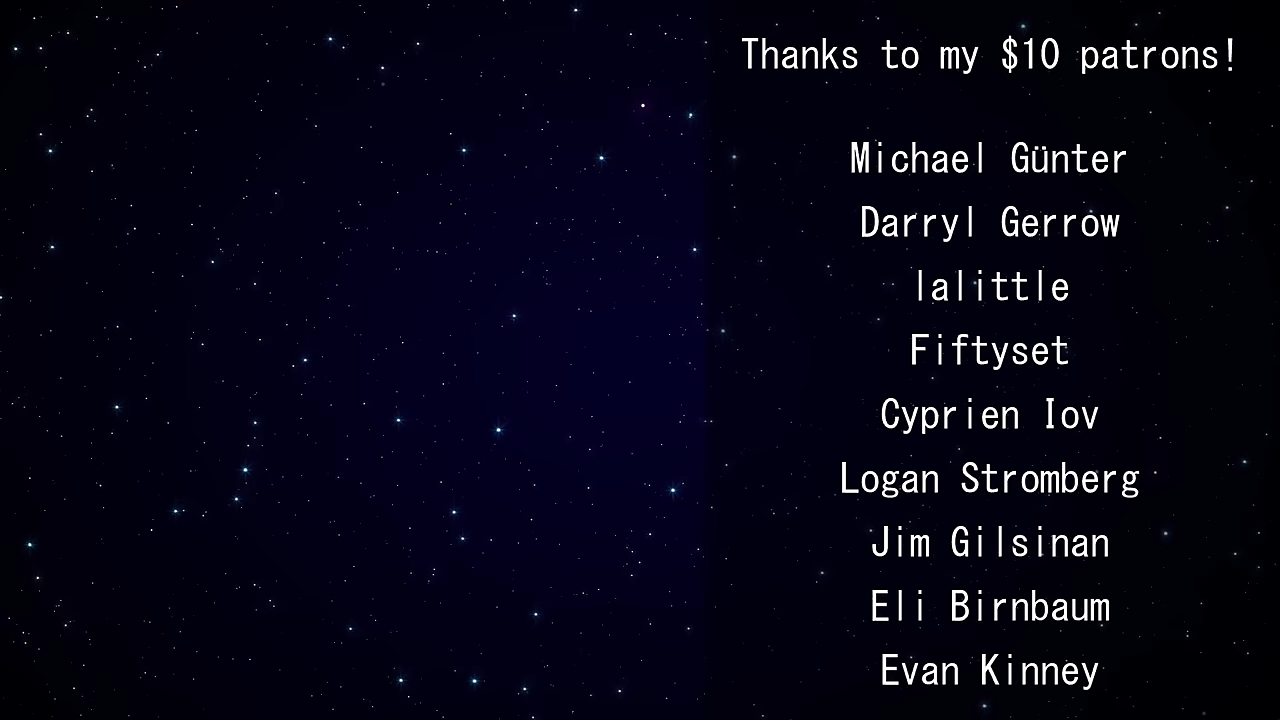 Thanks to my $10 patrons!
Michael Günter
Darryl Gerrow
lalittle
Fiftyset
Cyprien Iov
Logan Stromberg
Jim Gilsinan
Eli Birnbaum
Evan Kinney